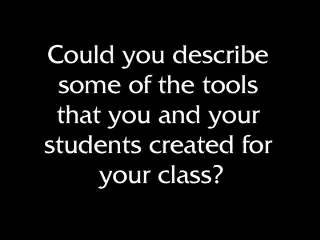 Could you describe
some of the tools
that you and your
students created for
your class?